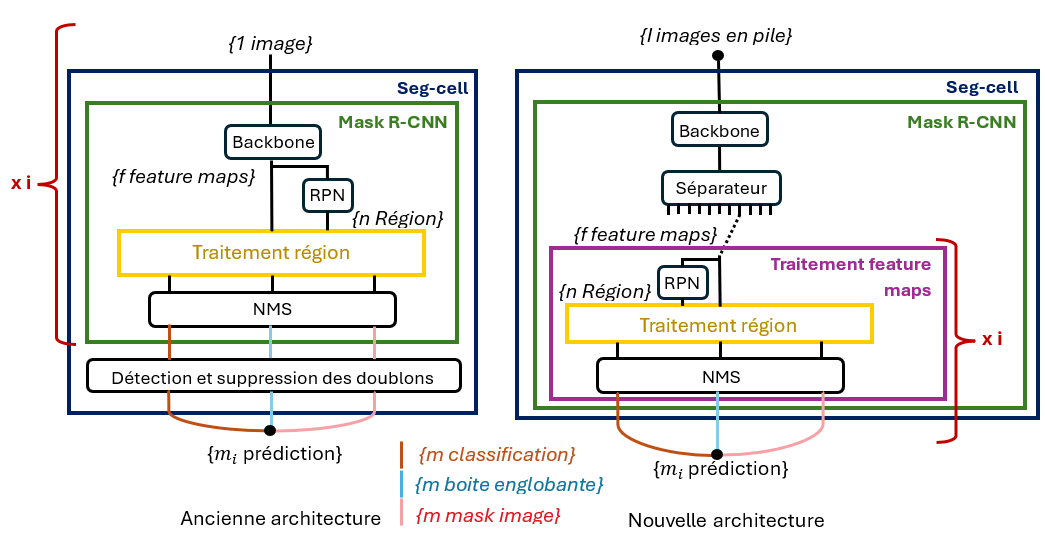 {1 image}
Seg-cell
Mask R-CNN
Backbone
{f feature maps}
RPN
{n Région}
x i
Traitement région
NMS
Détection et suppression des doublons
{m_i prédiction}
Ancienne architecture
{m classification}
{m boite englobante}
{m mask image}
{I images en pile}
Seg-cell
Mask R-CNN
Backbone
Séparateur
{f feature maps}
Traitement feature
maps
RPN
{n Région}
Traitement région
x i
NMS
{m_i prédiction}
Nouvelle architecture